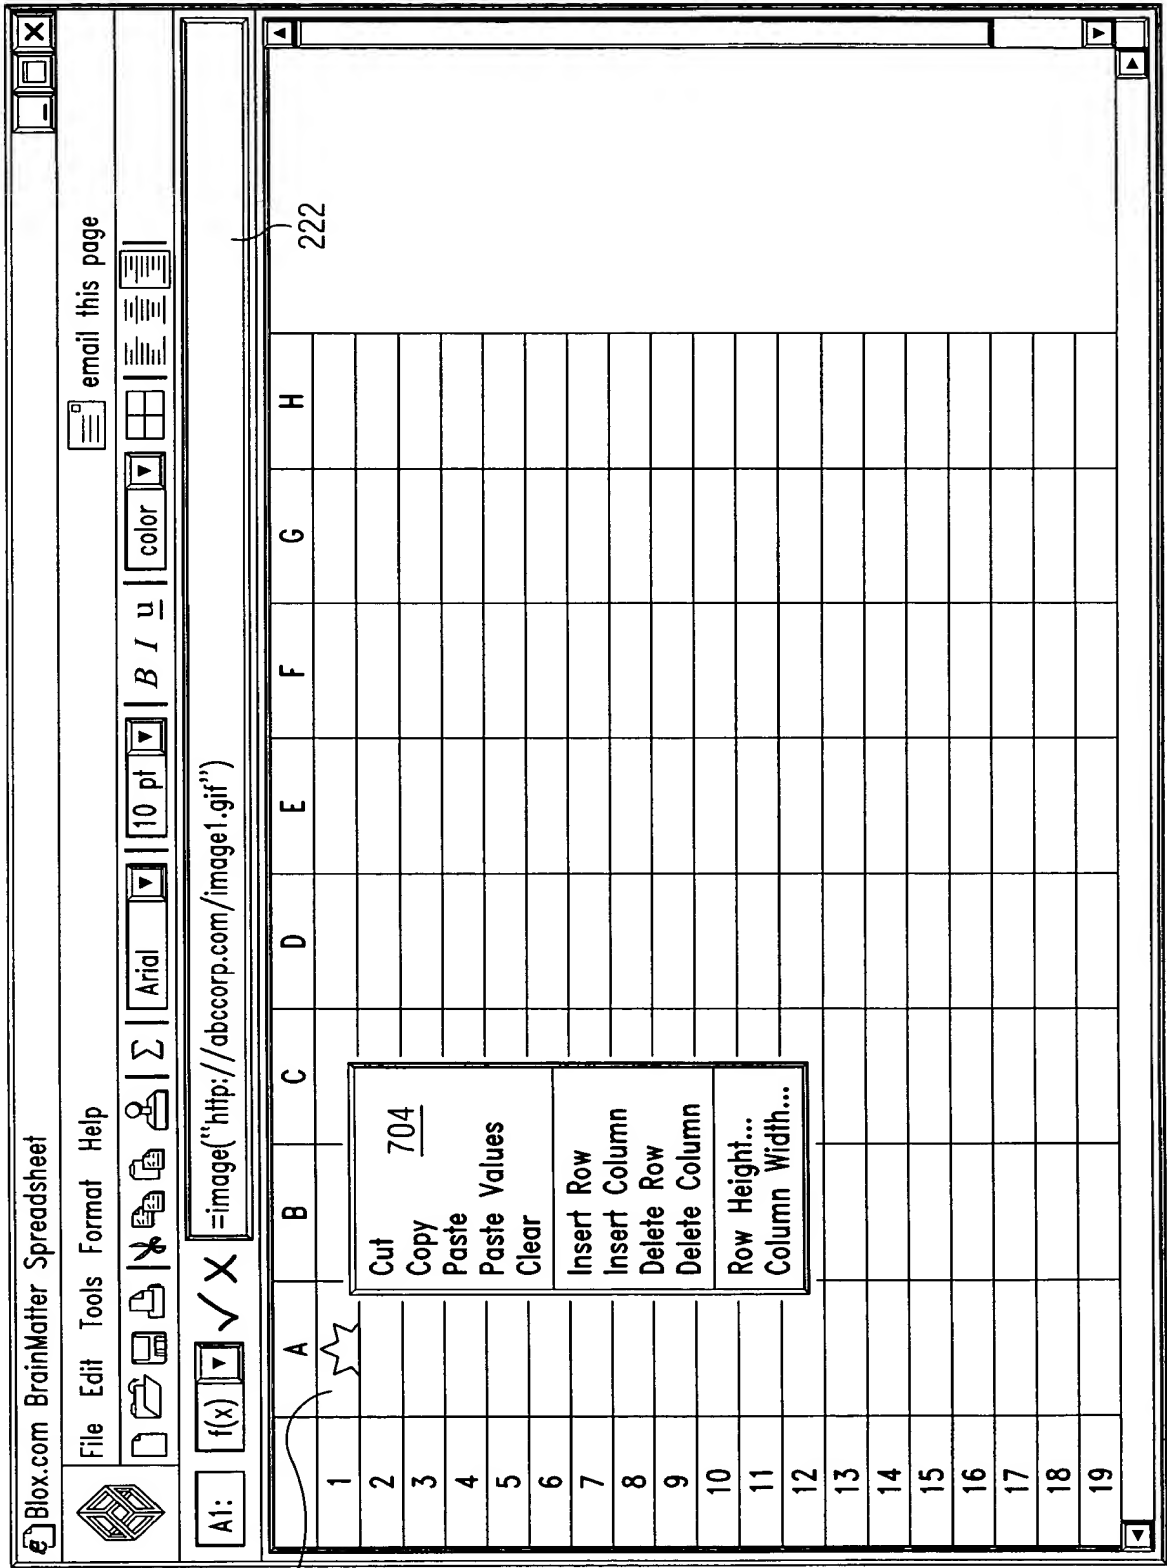 Blox.com BrainMatter Spreadsheet
File Edit Tools Format Help
email this page
Σ Arial 10 pt B I u color
A1: f(x) =image("http://abccorp.com/image1.gif")
222
A B C D E F G H
1
2
3
4
5
6
7
8
9
10
11
12
13
14
15
16
17
18
19
704
Cut
Copy
Paste
Paste Values
Clear
Insert Row
Insert Column
Delete Row
Delete Column
Row Height...
Column Width...